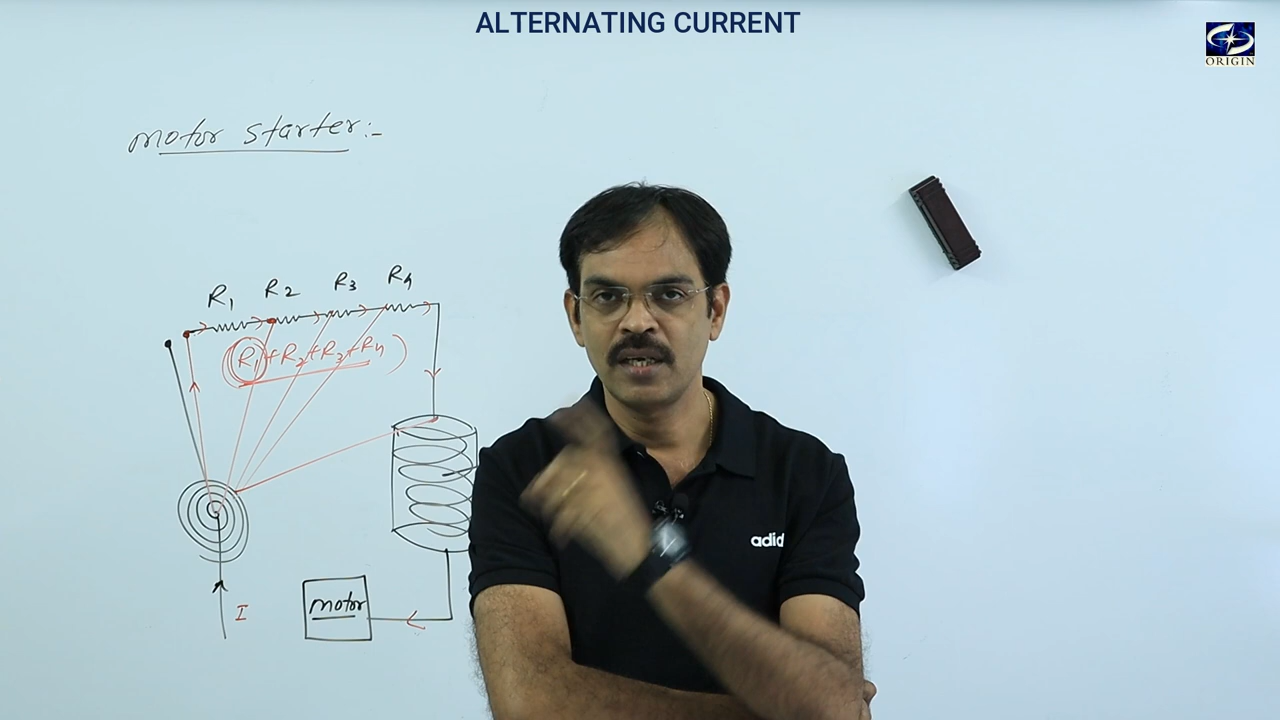 ALTERNATING CURRENT
ORIGIN
motor starter:-
R1 R2 R3 R4
(R1+R2+R3+R4)
adid
I
motor